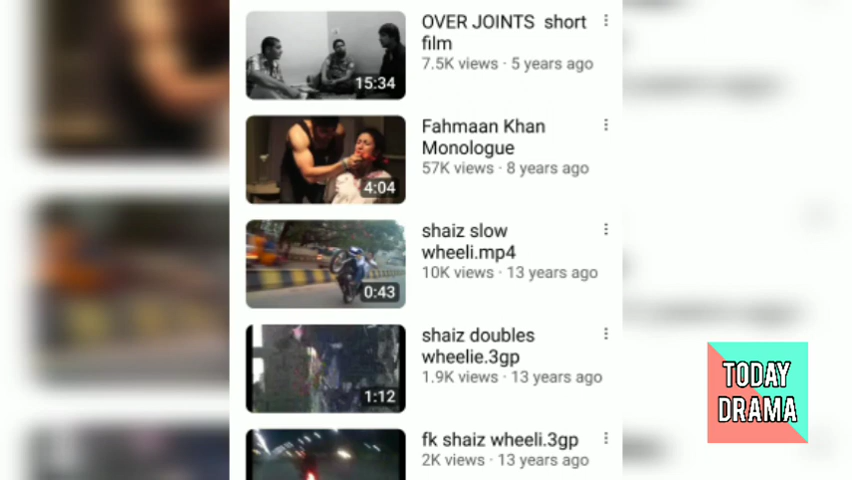 OVER JOINTS short
film
7.5K views · 5 years ago
15:34
Fahmaan Khan
Monologue
57K views · 8 years ago
4:04
shaiz slow
wheeli.mp4
10K views · 13 years ago
0:43
shaiz doubles
wheelie.3gp
1.9K views · 13 years ago
1:12
fk shaiz wheeli.3gp
2K views · 13 years ago
TODAY
DRAMA